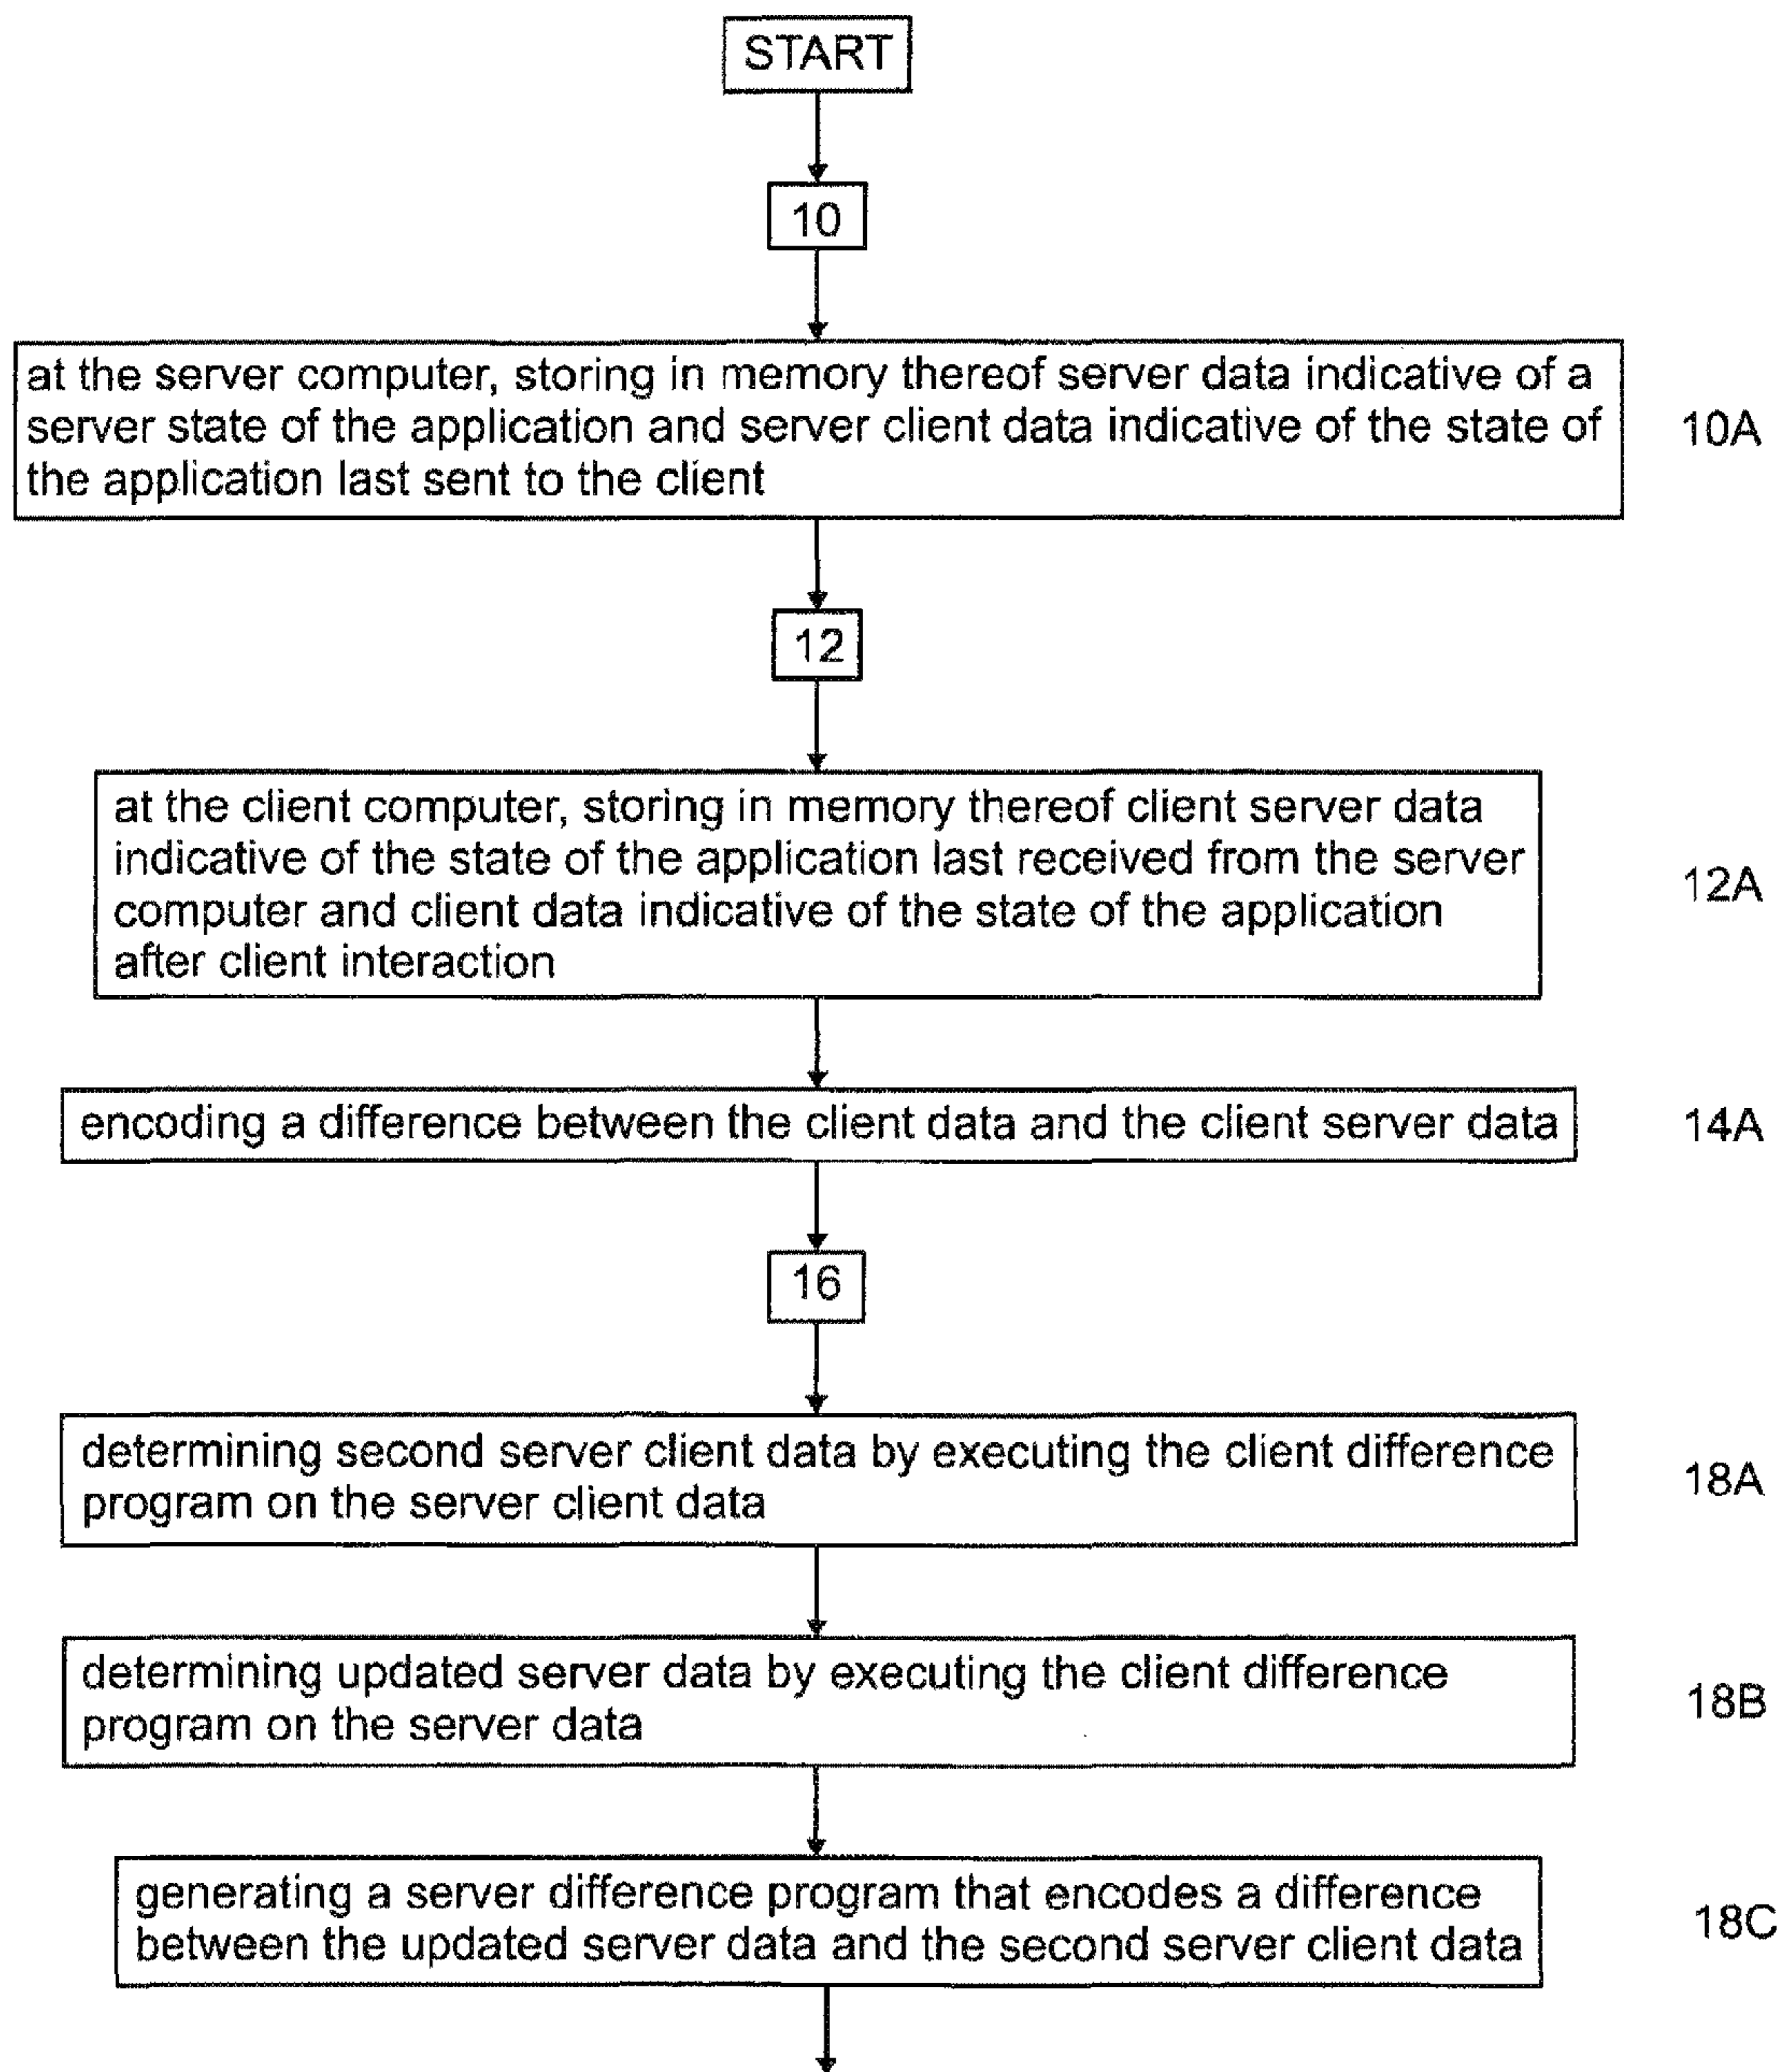 START
10
at the server computer, storing in memory thereof server data indicative of a
server state of the application and server client data indicative of the state of
the application last sent to the client
10A
12
at the client computer, storing in memory thereof client server data
indicative of the state of the application last received from the server
computer and client data indicative of the state of the application
after client interaction
12A
encoding a difference between the client data and the client server data
14A
16
determining second server client data by executing the client difference
program on the server client data
18A
determining updated server data by executing the client difference
program on the server data
18B
generating a server difference program that encodes a difference
between the updated server data and the second server client data
18C